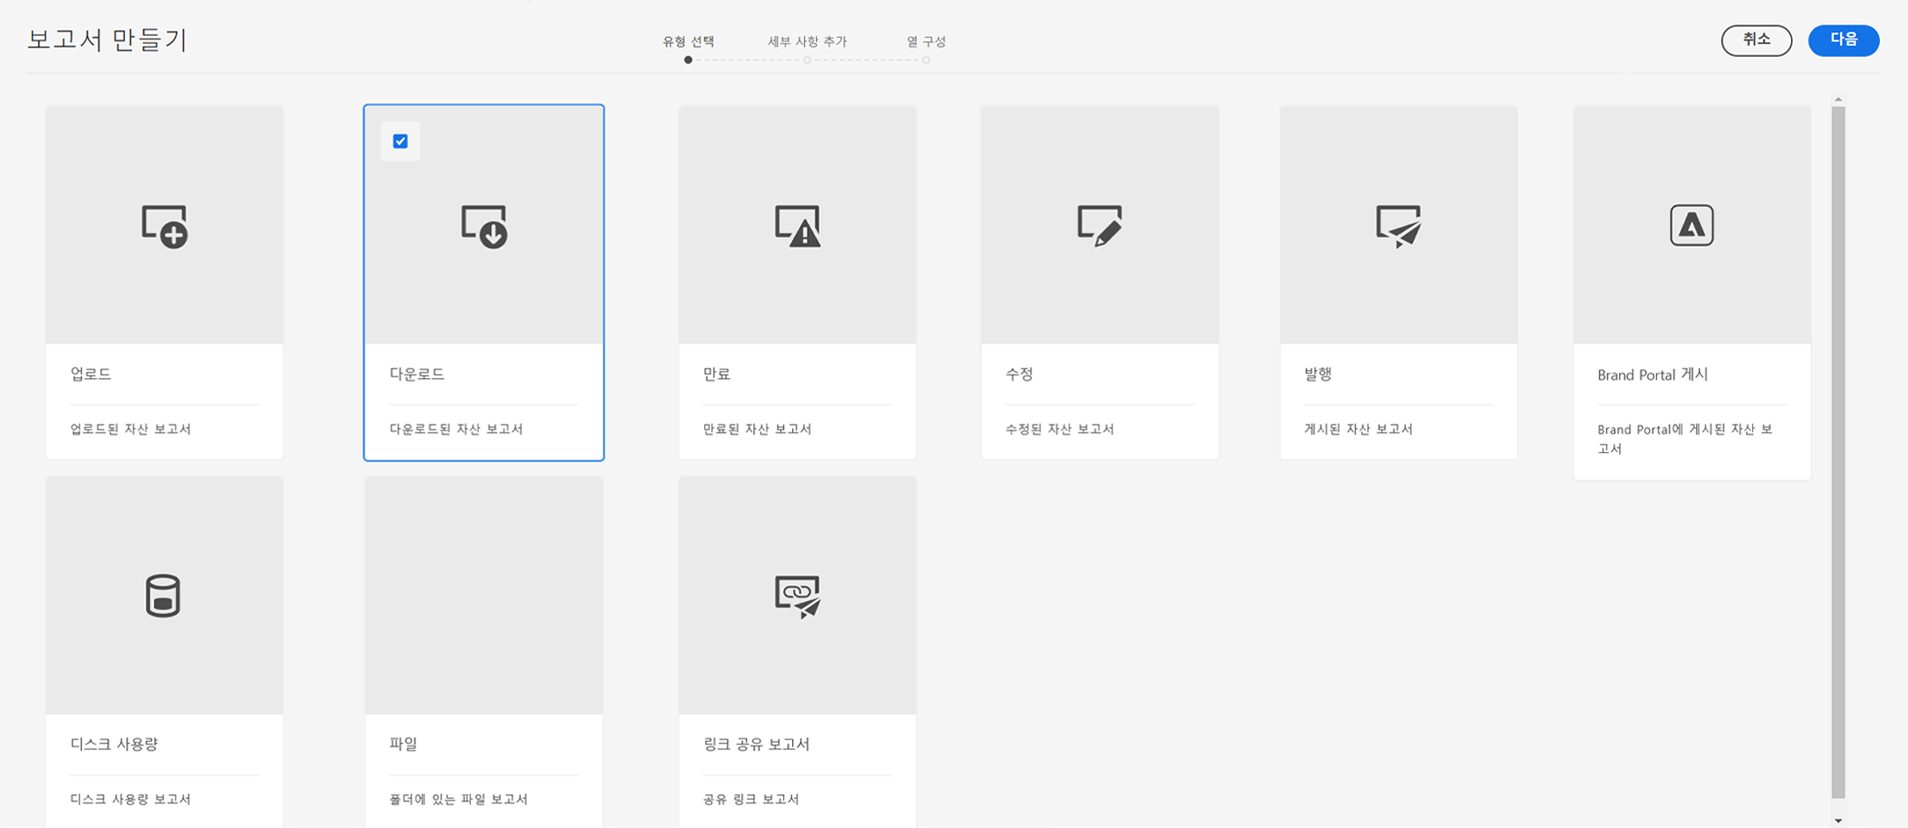 보고서 만들기
유형 선택
세부 사항 추가
열 구성
취소
다음
업로드
업로드된 자산 보고서
다운로드
다운로드된 자산 보고서
만료
만료된 자산 보고서
수정
수정된 자산 보고서
발행
게시된 자산 보고서
Brand Portal 게시
Brand Portal에 게시된 자산 보
고서
디스크 사용량
디스크 사용량 보고서
파일
폴더에 있는 파일 보고서
링크 공유 보고서
공유 링크 보고서